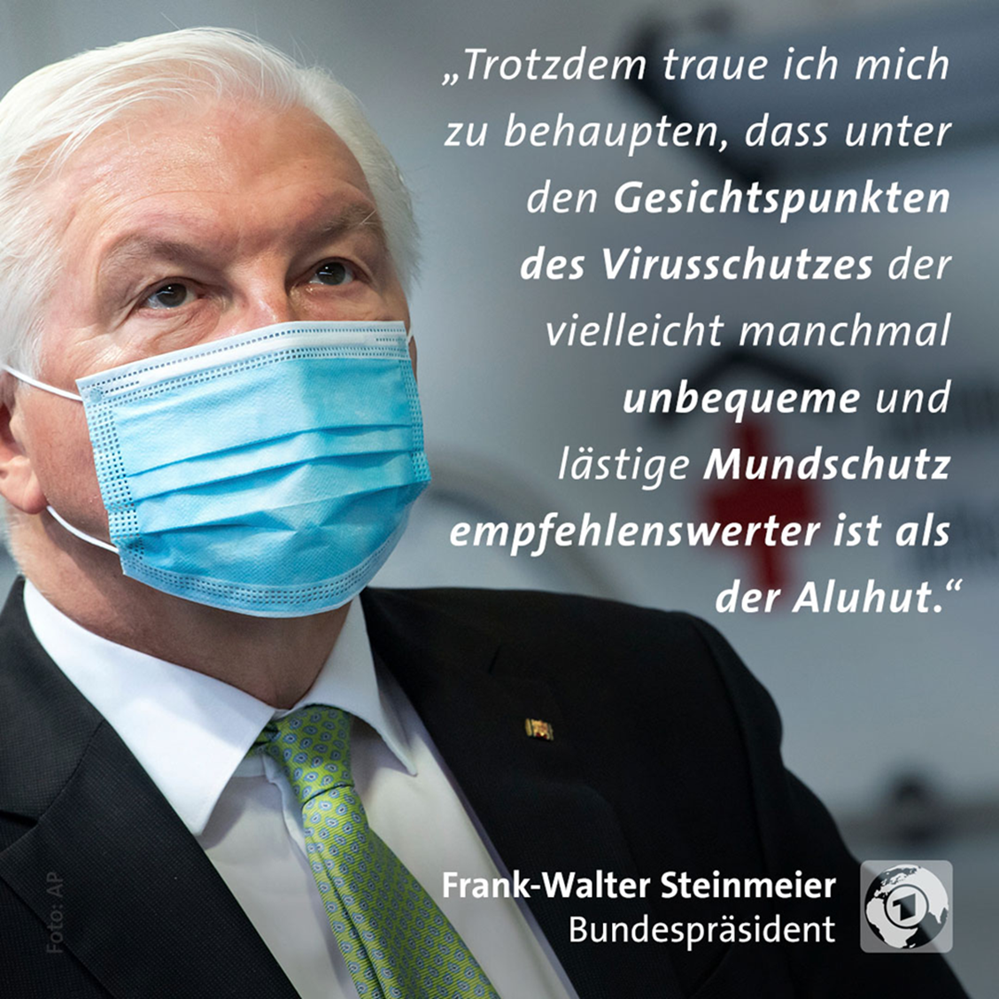 „Trotzdem traue ich mich
zu behaupten, dass unter
den Gesichtspunkten
des Virusschutzes der
vielleicht manchmal
unbequeme und
lästige Mundschutz
empfehlenswerter ist als
der Aluhut.“
Frank-Walter Steinmeier
Bundespräsident
1
Foto: AP